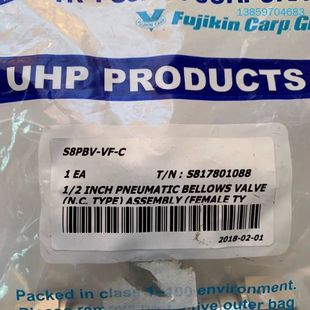 13859704683
Fujikin Carp. G
UHP PRODUCTS
S8PBV-VF-C
1 EA T/N : S817801088
1/2 INCH PNEUMATIC BELLOWS VALVE
(N.C. TYPE) ASSEMBLY (FEMALE TY
2018-02-01
Packed in class environment.
outer bag